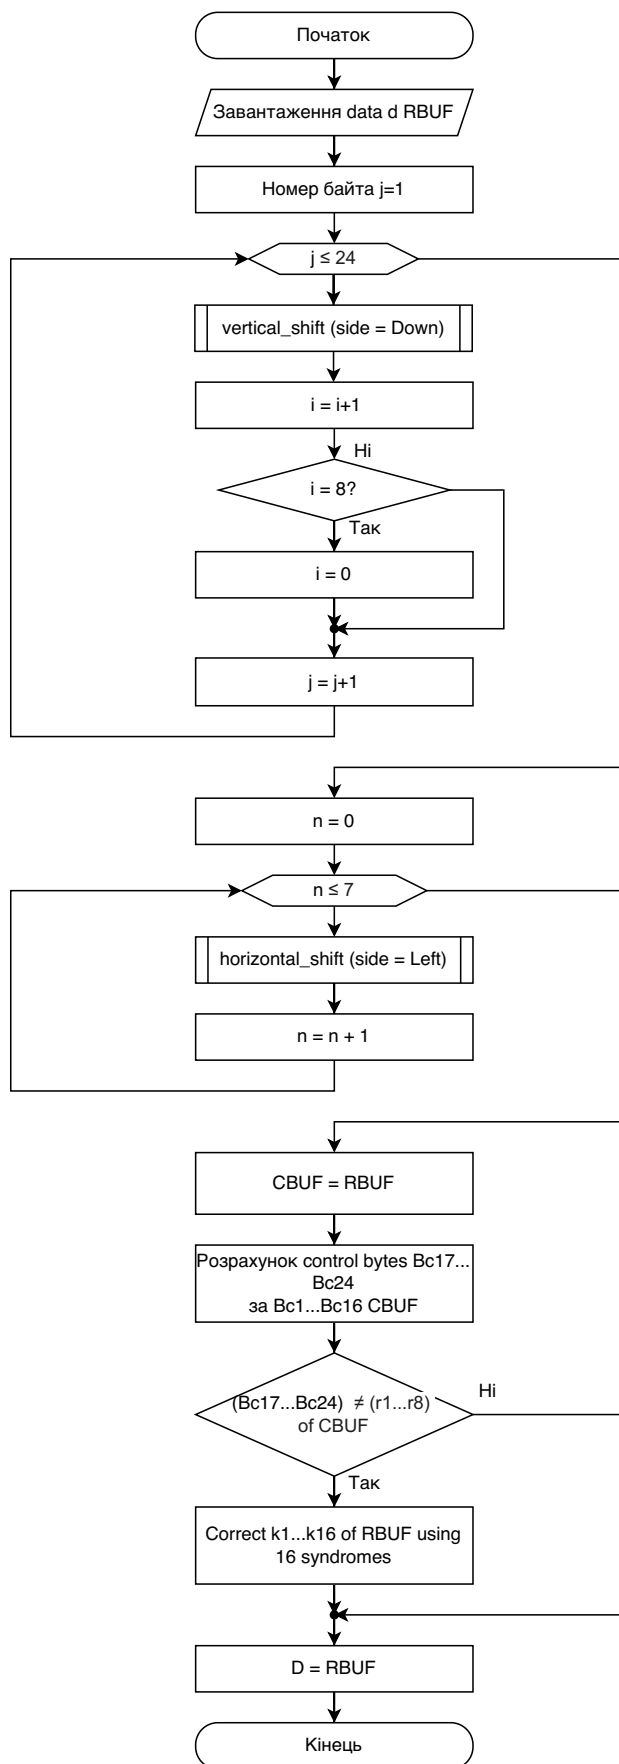 Початок
Завантаження data d RBUF
Номер байта j=1
j ≤ 24
vertical_shift (side = Down)
i = i+1
Ні
i = 8?
Так
i = 0
j = j+1
n = 0
n ≤ 7
horizontal_shift (side = Left)
n = n + 1
CBUF = RBUF
Розрахунок control bytes Bc17...
Bc24
за Bc1...Bc16 CBUF
(Bc17...Bc24) ≠ (r1...r8)
of CBUF
Ні
Так
Correct k1...k16 of RBUF using
16 syndromes
D = RBUF
Кінець